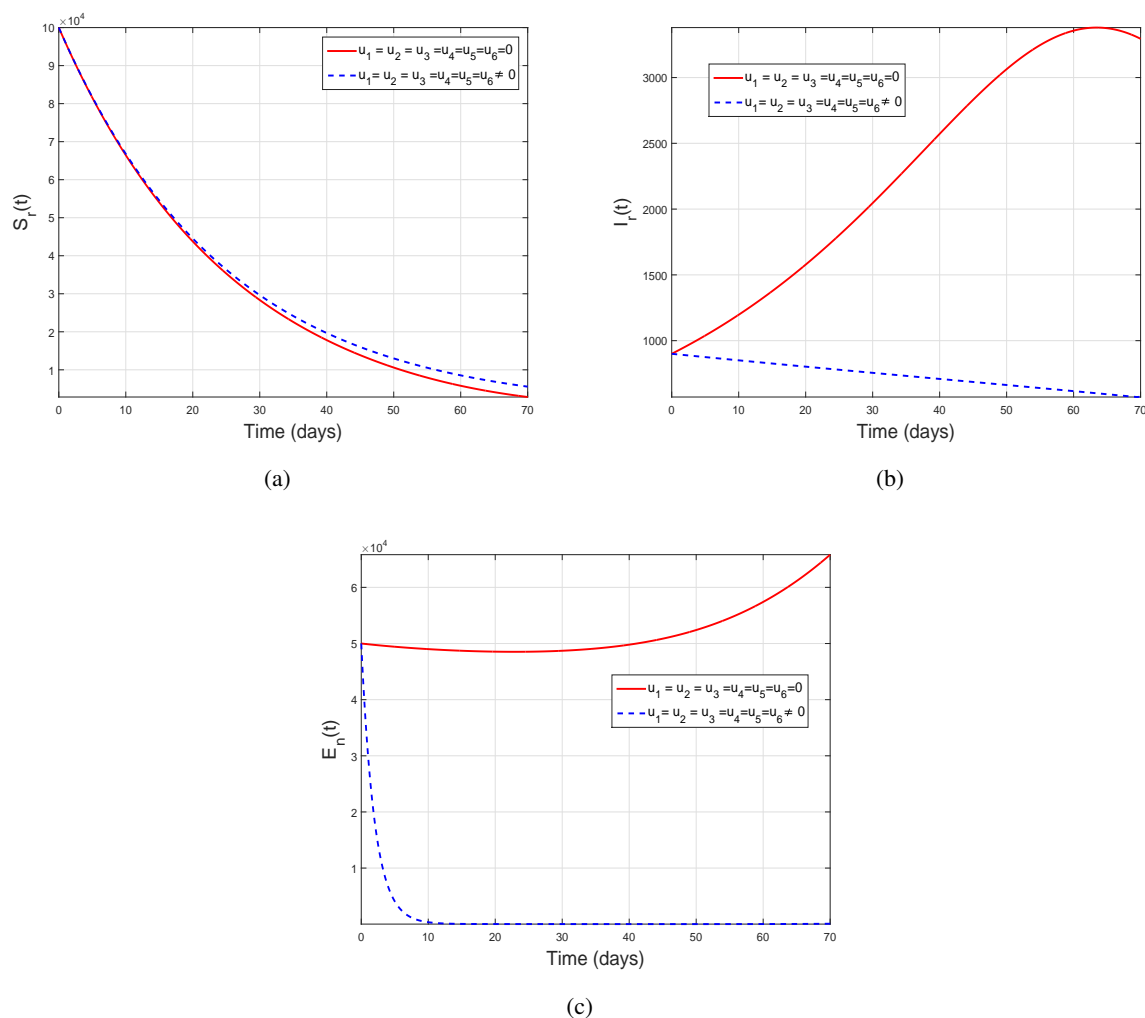 ×10⁴
10
9
8
7
6
5
4
3
2
1
0 10 20 30 40 50 60 70
S_r(t)
Time (days)
u_1 = u_2 = u_3 =u_4=u_5=u_6=0
u_1= u_2 = u_3 =u_4=u_5=u_6≠ 0
(a)
3500
3000
2500
2000
1500
1000
0 10 20 30 40 50 60 70
I_r(t)
Time (days)
u_1 = u_2 = u_3 =u_4=u_5=u_6=0
u_1= u_2 = u_3 =u_4=u_5=u_6≠ 0
(b)
×10⁴
6
5
4
3
2
1
0 10 20 30 40 50 60 70
E_n(t)
Time (days)
u_1 = u_2 = u_3 =u_4=u_5=u_6=0
u_1= u_2 = u_3 =u_4=u_5=u_6≠ 0
(c)